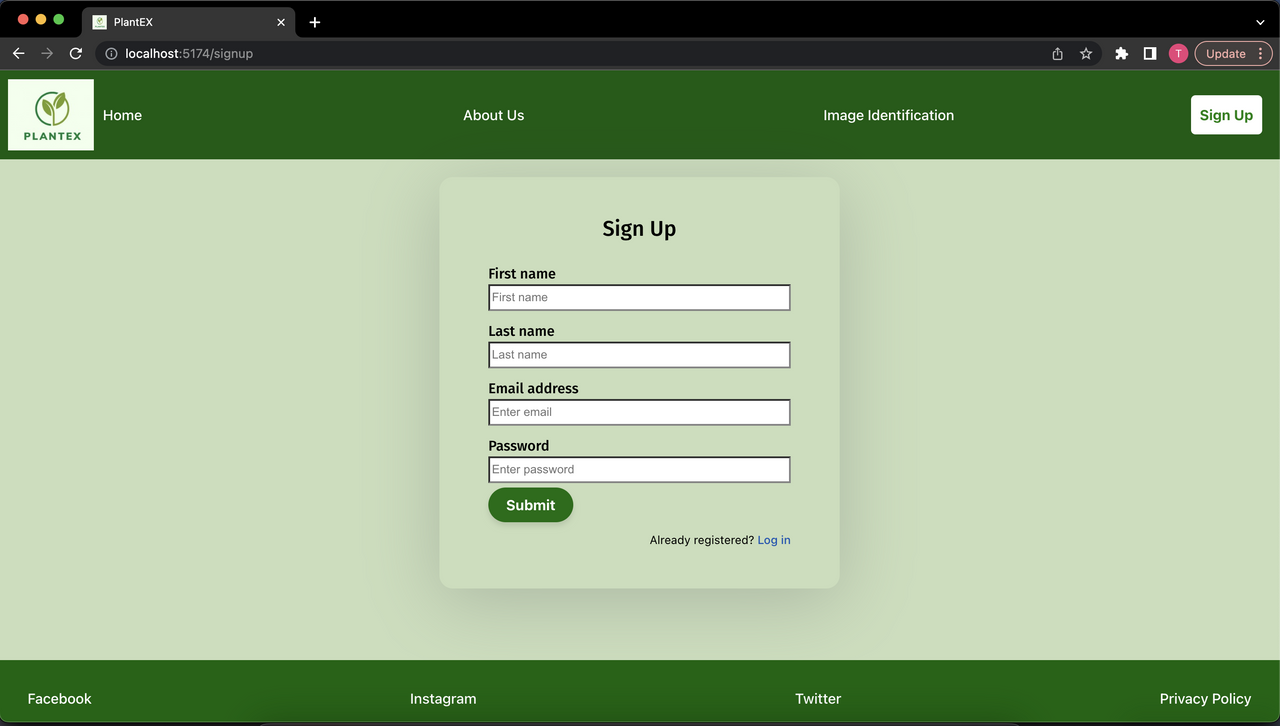 PlantEX
localhost:5174/signup
T
Update
PLANTEX
Home
About Us
Image Identification
Sign Up
Sign Up
First name
First name
Last name
Last name
Email address
Enter email
Password
Enter password
Submit
Already registered? Log in
Facebook
Instagram
Twitter
Privacy Policy